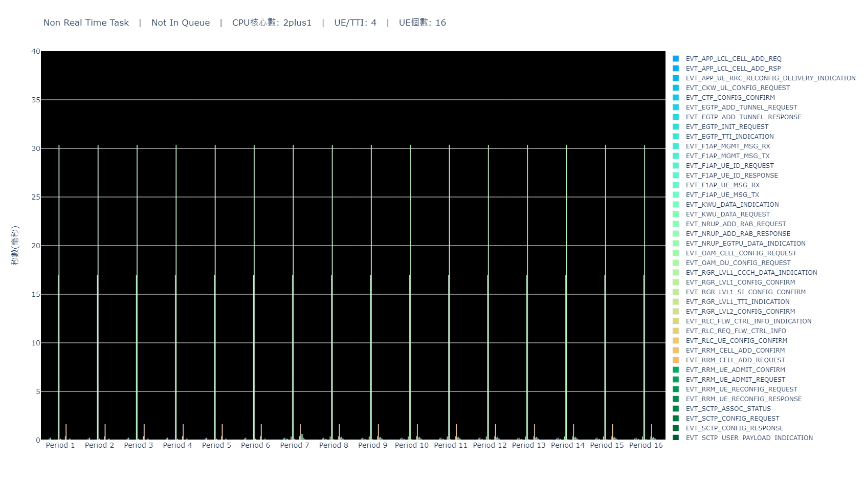 Non Real Time Task | Not In Queue | CPU核心數: 2plus1 | UE/TTI: 4 | UE個數: 16
秒數(毫秒)
40
35
30
25
20
15
10
5
0
Period 1 Period 2 Period 3 Period 4 Period 5 Period 6 Period 7 Period 8 Period 9 Period 10 Period 11 Period 12 Period 13 Period 14 Period 15 Period 16
EVT_APP_LCL_CELL_ADD_REQ
EVT_APP_LCL_CELL_ADD_RSP
EVT_APP_UE_RRC_RECONFIG_DELIVERY_INDICATION
EVT_CKW_UL_CONFIG_REQUEST
EVT_CTF_CONFIG_CONFIRM
EVT_EGTP_ADD_TUNNEL_REQUEST
EVT_EGTP_ADD_TUNNEL_RESPONSE
EVT_EGTP_INIT_REQUEST
EVT_EGTP_TTI_INDICATION
EVT_F1AP_MGMT_MSG_RX
EVT_F1AP_MGMT_MSG_TX
EVT_F1AP_UE_ID_REQUEST
EVT_F1AP_UE_ID_RESPONSE
EVT_F1AP_UE_MSG_RX
EVT_F1AP_UE_MSG_TX
EVT_KWU_DATA_INDICATION
EVT_KWU_DATA_REQUEST
EVT_NRUP_ADD_RAB_REQUEST
EVT_NRUP_ADD_RAB_RESPONSE
EVT_NRUP_EGTPU_DATA_INDICATION
EVT_OAM_CELL_CONFIG_REQUEST
EVT_OAM_DU_CONFIG_REQUEST
EVT_RGR_LVL1_CCCH_DATA_INDICATION
EVT_RGR_LVL1_CONFIG_CONFIRM
EVT_RGR_LVL1_SI_CONFIG_CONFIRM
EVT_RGR_LVL1_TTI_INDICATION
EVT_RGR_LVL2_CONFIG_CONFIRM
EVT_RLC_FLW_CTRL_INFO_INDICATION
EVT_RLC_REQ_FLW_CTRL_INFO
EVT_RLC_UE_CONFIG_CONFIRM
EVT_RRM_CELL_ADD_CONFIRM
EVT_RRM_CELL_ADD_REQUEST
EVT_RRM_UE_ADMIT_CONFIRM
EVT_RRM_UE_ADMIT_REQUEST
EVT_RRM_UE_RECONFIG_REQUEST
EVT_RRM_UE_RECONFIG_RESPONSE
EVT_SCTP_ASSOC_STATUS
EVT_SCTP_CONFIG_REQUEST
EVT_SCTP_CONFIG_RESPONSE
EVT_SCTP_USER_PAYLOAD_INDICATION